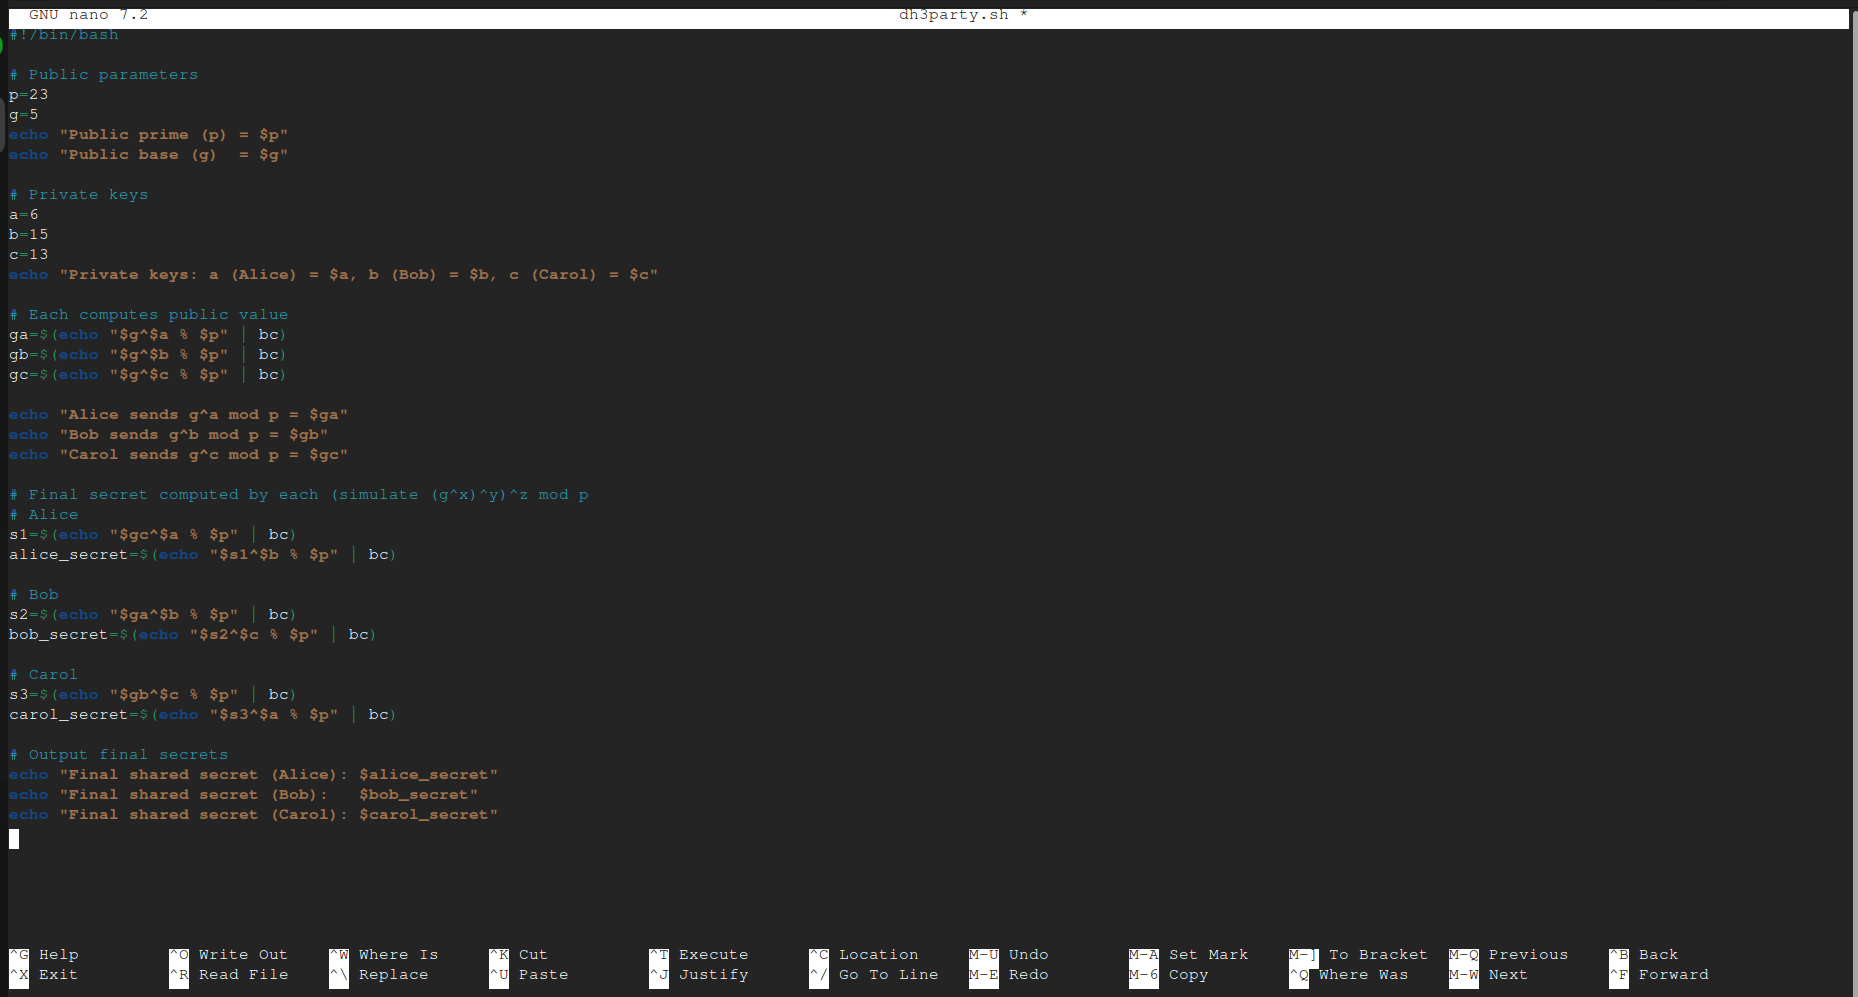 GNU nano 7.2 dh3party.sh *
#!/bin/bash
# Public parameters
p=23
g=5
echo "Public prime (p) = $p"
echo "Public base (g)  = $g"
# Private keys
a=6
b=15
c=13
echo "Private keys: a (Alice) = $a, b (Bob) = $b, c (Carol) = $c"
# Each computes public value
ga=$(echo "$g^$a % $p" | bc)
gb=$(echo "$g^$b % $p" | bc)
gc=$(echo "$g^$c % $p" | bc)
echo "Alice sends g^a mod p = $ga"
echo "Bob sends g^b mod p = $gb"
echo "Carol sends g^c mod p = $gc"
# Final secret computed by each (simulate (g^x)^y)^z mod p
# Alice
s1=$(echo "$gc^$a % $p" | bc)
alice_secret=$(echo "$s1^$b % $p" | bc)
# Bob
s2=$(echo "$ga^$b % $p" | bc)
bob_secret=$(echo "$s2^$c % $p" | bc)
# Carol
s3=$(echo "$gb^$c % $p" | bc)
carol_secret=$(echo "$s3^$a % $p" | bc)
# Output final secrets
echo "Final shared secret (Alice): $alice_secret"
echo "Final shared secret (Bob):   $bob_secret"
echo "Final shared secret (Carol): $carol_secret"
^G Help ^O Write Out ^W Where Is ^K Cut ^T Execute ^C Location M-U Undo M-A Set Mark M-] To Bracket M-Q Previous ^B Back
^X Exit ^R Read File ^\ Replace ^U Paste ^J Justify ^/ Go To Line M-E Redo M-6 Copy ^Q Where Was M-W Next ^F Forward